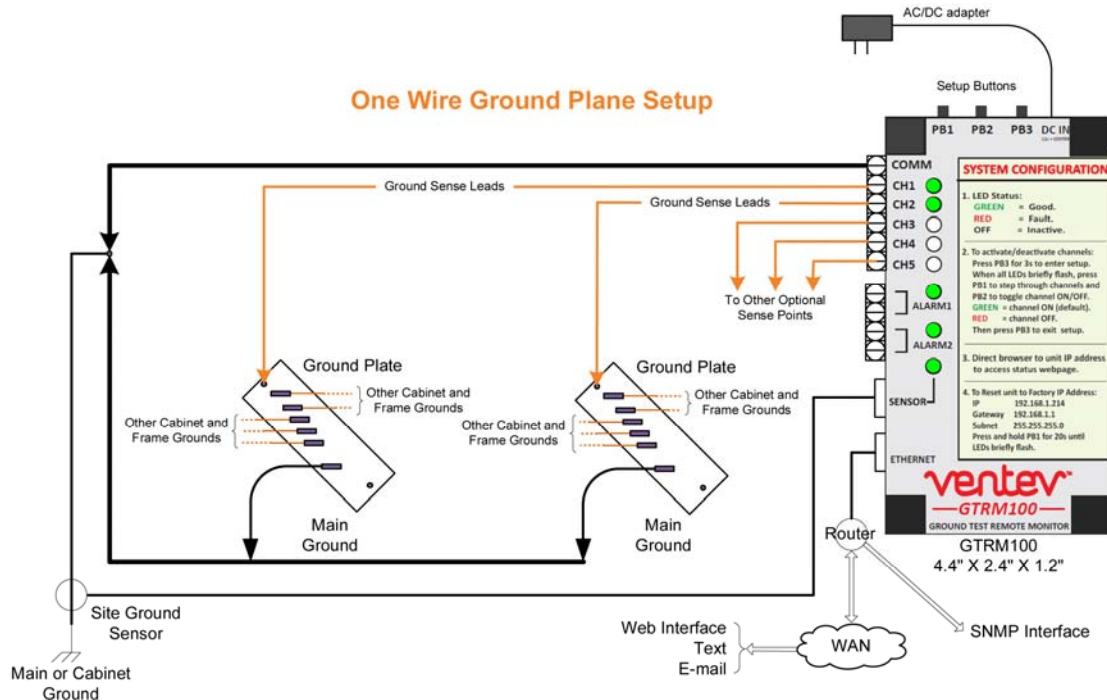 AC/DC adapter
One Wire Ground Plane Setup
Setup Buttons
PB1 PB2 PB3 DC IN
COMM
CH1
CH2
CH3
CH4
CH5
ALARM1
ALARM2
SENSOR
ETHERNET
SYSTEM CONFIGURATION
1. LED Status:
GREEN = Good.
RED = Fault.
OFF = Inactive.
2. To activate/deactivate channels:
Press PB3 for 3s to enter setup.
When all LEDs briefly flash, press
PB1 to step through channels and
PB2 to toggle channel ON/OFF.
GREEN = channel ON (default).
RED = channel OFF.
Then press PB3 to exit setup.
3. Direct browser to unit IP address
to access status webpage.
4. To Reset unit to Factory IP Address:
IP 192.168.1.214
Gateway 192.168.1.1
Subnet 255.255.255.0
Press and hold PB1 for 20s until
LEDs briefly flash.
ventev™
GTRM100
GROUND TEST REMOTE MONITOR
GTRM100
4.4" X 2.4" X 1.2"
Ground Sense Leads
Ground Sense Leads
To Other Optional
Sense Points
Ground Plate
Other Cabinet and
Frame Grounds
Other Cabinet and
Frame Grounds
Main
Ground
Ground Plate
Other Cabinet and
Frame Grounds
Other Cabinet and
Frame Grounds
Main
Ground
Router
Site Ground
Sensor
Main or Cabinet
Ground
Web Interface
Text
E-mail
WAN
SNMP Interface